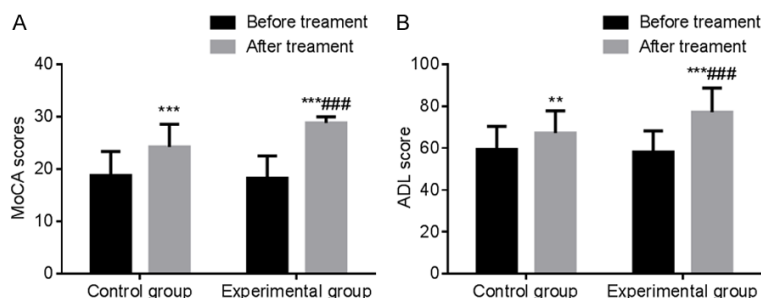 A
Before treament
After treament
MoCA scores
40
30
20
10
0
***
***###
Control group
Experimental group
B
Before treament
After treament
ADL score
100
80
60
40
20
0
**
***###
Control group
Experimental group